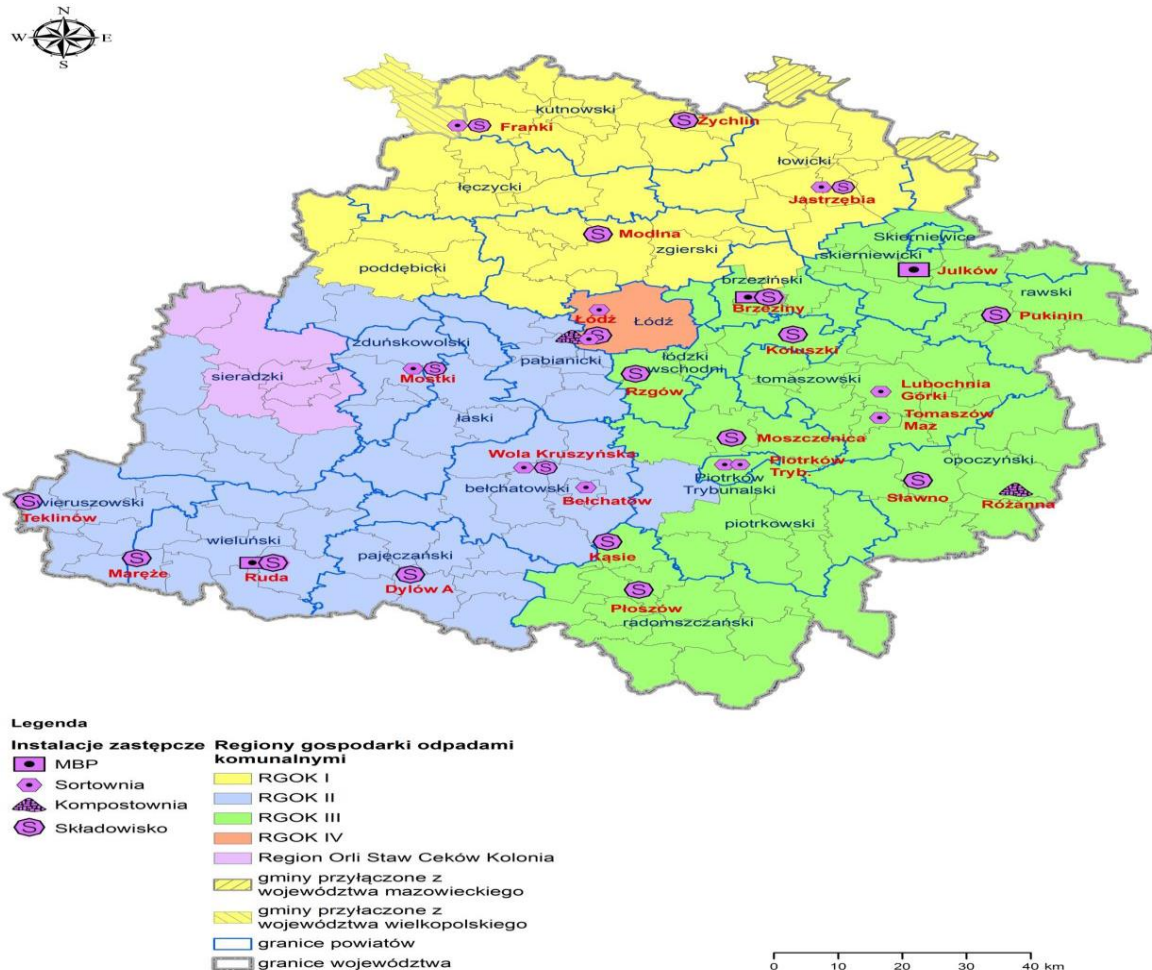 N
W E
S
kutnowski
Franki
Żychlin
łowicki
łęczycki
Jastrzębia
Modlna
zgierski
Skierniewice
skierniewicki
poddębicki
Julków
brzeziński
rawski
Brzeziny
Pukinin
Łódź
Łódź
Koluszki
zduńskowolski
pabianicki
łódzki
wschodni
sieradzki
Mostki
tomaszowski
Rzgów
Lubochnia
Górki
łaski
Tomaszów
Maz
Moszczenica
Wola Kruszyńska
opoczyński
Piotrków
Tryb.
Piotrków
Trybunalski
bełchatowski
Bełchatów
Sławno
Różanna
wieruszowski
Teklinów
piotrkowski
wieluński
pajęczański
Kąsie
Maręże
Ruda
Dylów A
Płoszów
radomszczański
Legenda
Instalacje zastępcze
MBP
Sortownia
Kompostownia
Składowisko
Regiony gospodarki odpadami
komunalnymi
RGOK I
RGOK II
RGOK III
RGOK IV
Region Orli Staw Ceków Kolonia
gminy przyłączone z
województwa mazowieckiego
gminy przyłaczone z
województwa wielkopolskiego
granice powiatów
granice województwa
0 10 20 30 40 km